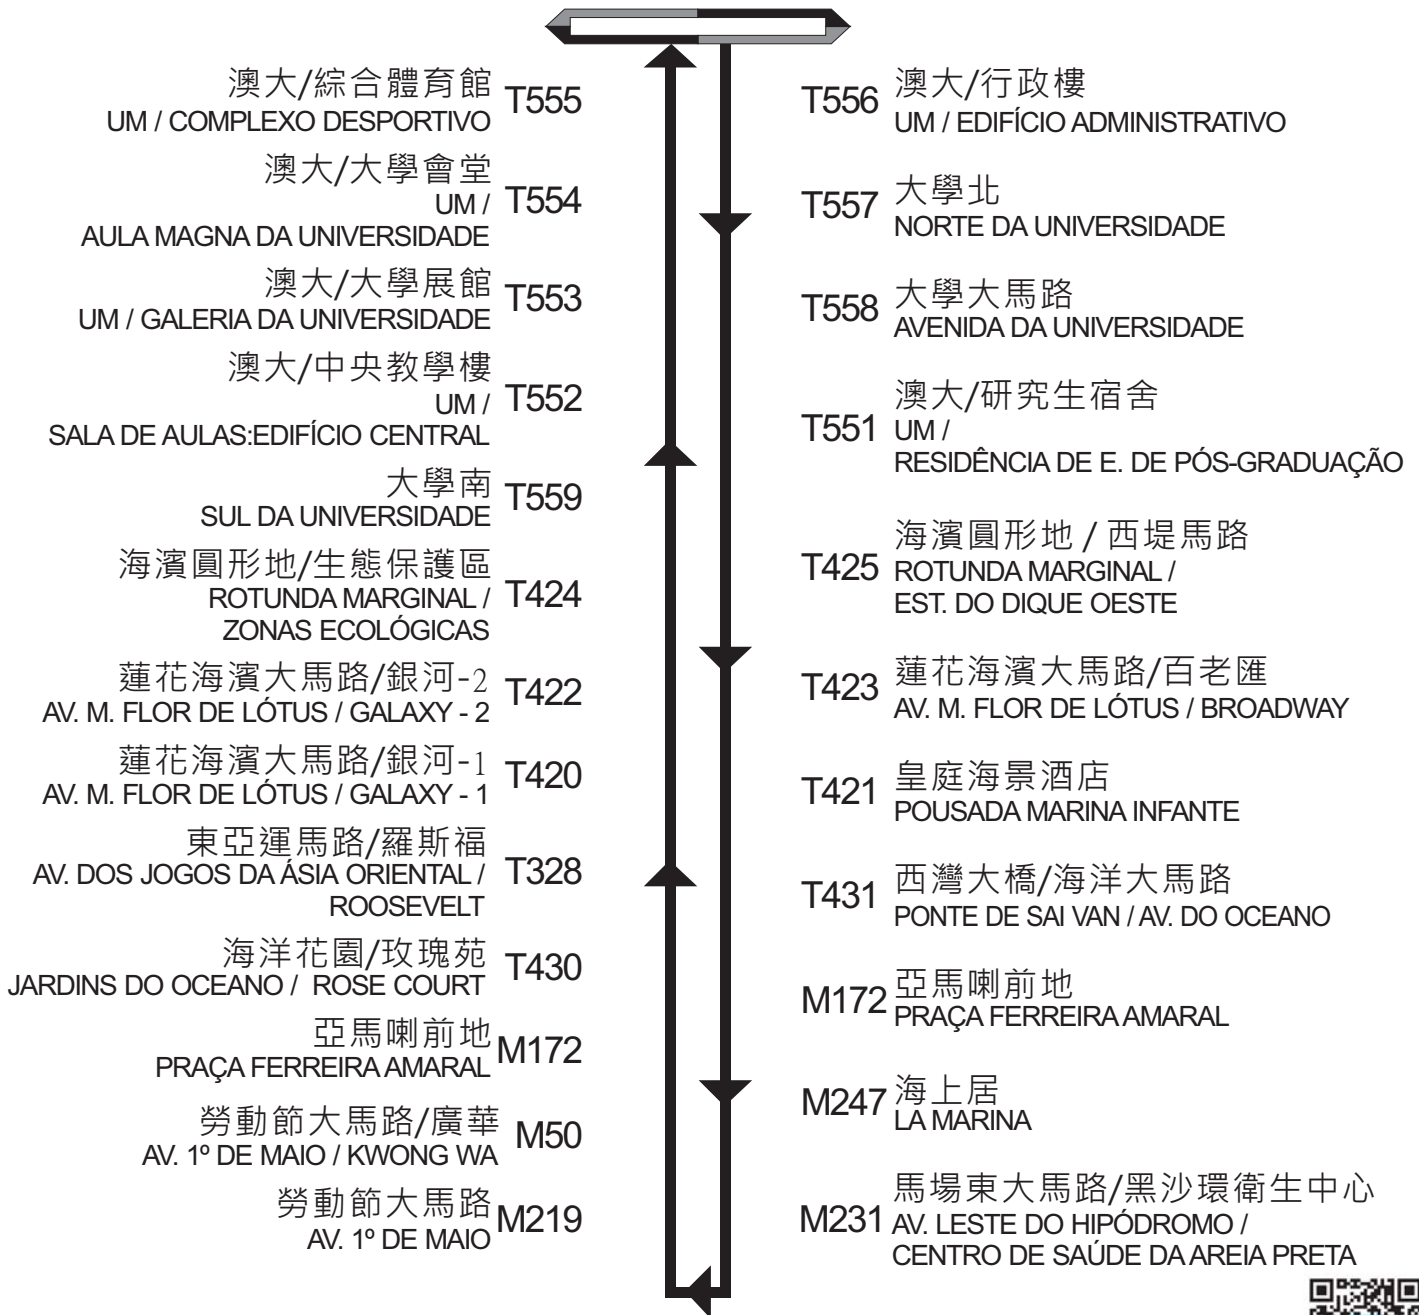 澳大/綜合體育館
UM / COMPLEXO DESPORTIVO
T555
澳大/大學會堂
UM /
AULA MAGNA DA UNIVERSIDADE
T554
澳大/大學展館
UM / GALERIA DA UNIVERSIDADE
T553
澳大/中央教學樓
UM /
SALA DE AULAS:EDIFÍCIO CENTRAL
T552
大學南
SUL DA UNIVERSIDADE
T559
海濱圓形地/生態保護區
ROTUNDA MARGINAL /
ZONAS ECOLÓGICAS
T424
蓮花海濱大馬路/銀河-2
AV. M. FLOR DE LÓTUS / GALAXY - 2
T422
蓮花海濱大馬路/銀河-1
AV. M. FLOR DE LÓTUS / GALAXY - 1
T420
東亞運馬路/羅斯福
AV. DOS JOGOS DA ÁSIA ORIENTAL /
ROOSEVELT
T328
海洋花園/玫瑰苑
JARDINS DO OCEANO / ROSE COURT
T430
亞馬喇前地
PRAÇA FERREIRA AMARAL
M172
勞動節大馬路/廣華
AV. 1º DE MAIO / KWONG WA
M50
勞動節大馬路
AV. 1º DE MAIO
M219
T556
澳大/行政樓
UM / EDIFÍCIO ADMINISTRATIVO
T557
大學北
NORTE DA UNIVERSIDADE
T558
大學大馬路
AVENIDA DA UNIVERSIDADE
T551
澳大/研究生宿舍
UM /
RESIDÊNCIA DE E. DE PÓS-GRADUAÇÃO
T425
海濱圓形地 / 西堤馬路
ROTUNDA MARGINAL /
EST. DO DIQUE OESTE
T423
蓮花海濱大馬路/百老匯
AV. M. FLOR DE LÓTUS / BROADWAY
T421
皇庭海景酒店
POUSADA MARINA INFANTE
T431
西灣大橋/海洋大馬路
PONTE DE SAI VAN / AV. DO OCEANO
M172
亞馬喇前地
PRAÇA FERREIRA AMARAL
M247
海上居
LA MARINA
M231
馬場東大馬路/黑沙環衛生中心
AV. LESTE DO HIPÓDROMO /
CENTRO DE SAÚDE DA AREIA PRETA